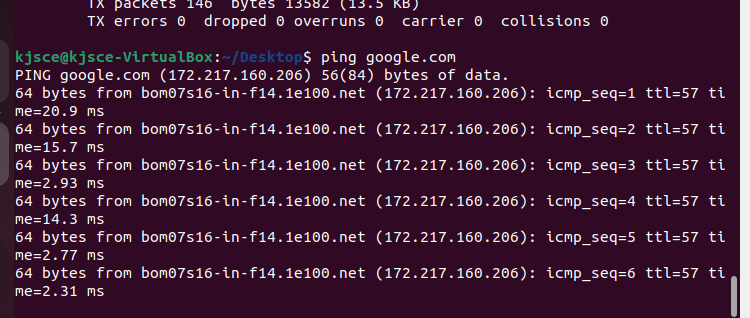 TX packets 146  bytes 13582 (13.5 KB)
TX errors 0  dropped 0 overruns 0  carrier 0  collisions 0
kjsce@kjsce-VirtualBox:~/Desktop$ ping google.com
PING google.com (172.217.160.206) 56(84) bytes of data.
64 bytes from bom07s16-in-f14.1e100.net (172.217.160.206): icmp_seq=1 ttl=57 ti
me=20.9 ms
64 bytes from bom07s16-in-f14.1e100.net (172.217.160.206): icmp_seq=2 ttl=57 ti
me=15.7 ms
64 bytes from bom07s16-in-f14.1e100.net (172.217.160.206): icmp_seq=3 ttl=57 ti
me=2.93 ms
64 bytes from bom07s16-in-f14.1e100.net (172.217.160.206): icmp_seq=4 ttl=57 ti
me=14.3 ms
64 bytes from bom07s16-in-f14.1e100.net (172.217.160.206): icmp_seq=5 ttl=57 ti
me=2.77 ms
64 bytes from bom07s16-in-f14.1e100.net (172.217.160.206): icmp_seq=6 ttl=57 ti
me=2.31 ms